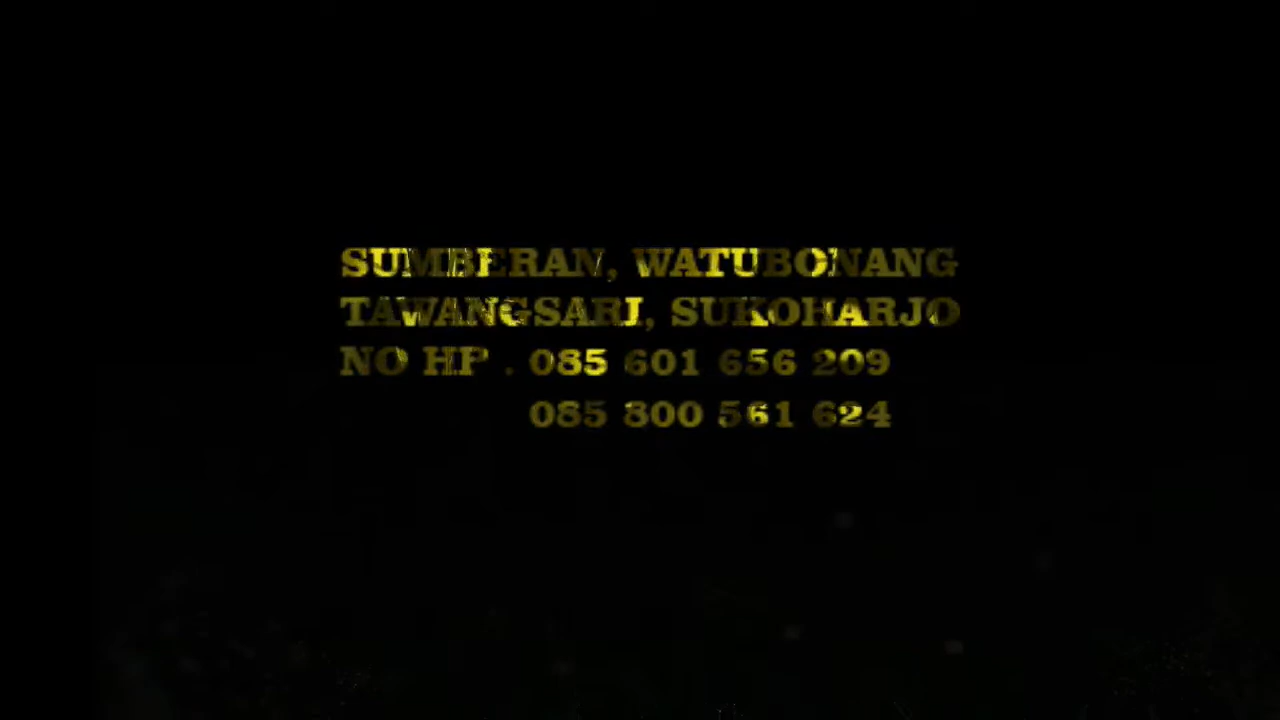 SUMBERAN, WATUBONANG
TAWANGSARI, SUKOHARJO
NO HP . 085 601 656 209
085 800 561 624